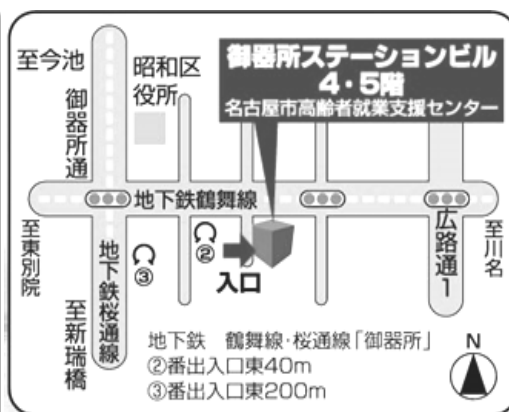 至今池
御器所通
昭和区
役所
御器所ステーションビル
4・5階
名古屋市高齢者就業支援センター
地下鉄鶴舞線
至東別院
地下鉄桜通線
至新瑞橋
③
②
入口
広路通1
至川名
地下鉄 鶴舞線・桜通線「御器所」
②番出入口東40m
③番出入口東200m
N